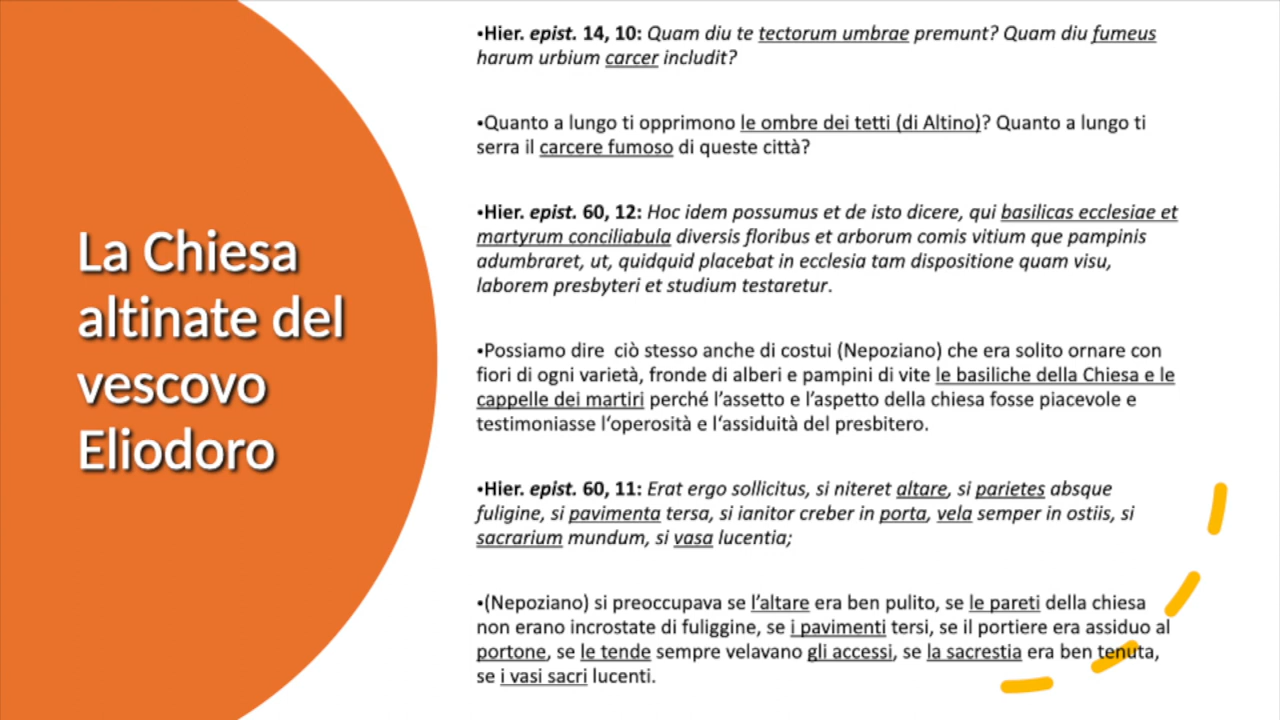 La Chiesa
altinate del
vescovo
Eliodoro
•Hier. epist. 14, 10: Quam diu te tectorum umbrae premunt? Quam diu fumeus
harum urbium carcer includit?
•Quanto a lungo ti opprimono le ombre dei tetti (di Altino)? Quanto a lungo ti
serra il carcere fumoso di queste città?
•Hier. epist. 60, 12: Hoc idem possumus et de isto dicere, qui basilicas ecclesiae et
martyrum conciliabula diversis floribus et arborum comis vitium que pampinis
adumbraret, ut, quidquid placebat in ecclesia tam dispositione quam visu,
laborem presbyteri et studium testaretur.
•Possiamo dire  ciò stesso anche di costui (Nepoziano) che era solito ornare con
fiori di ogni varietà, fronde di alberi e pampini di vite le basiliche della Chiesa e le
cappelle dei martiri perché l’assetto e l’aspetto della chiesa fosse piacevole e
testimoniasse l‘operosità e l‘assiduità del presbitero.
•Hier. epist. 60, 11: Erat ergo sollicitus, si niteret altare, si parietes absque
fuligine, si pavimenta tersa, si ianitor creber in porta, vela semper in ostiis, si
sacrarium mundum, si vasa lucentia;
•(Nepoziano) si preoccupava se l’altare era ben pulito, se le pareti della chiesa
non erano incrostate di fuliggine, se i pavimenti tersi, se il portiere era assiduo al
portone, se le tende sempre velavano gli accessi, se la sacrestia era ben tenuta,
se i vasi sacri lucenti.